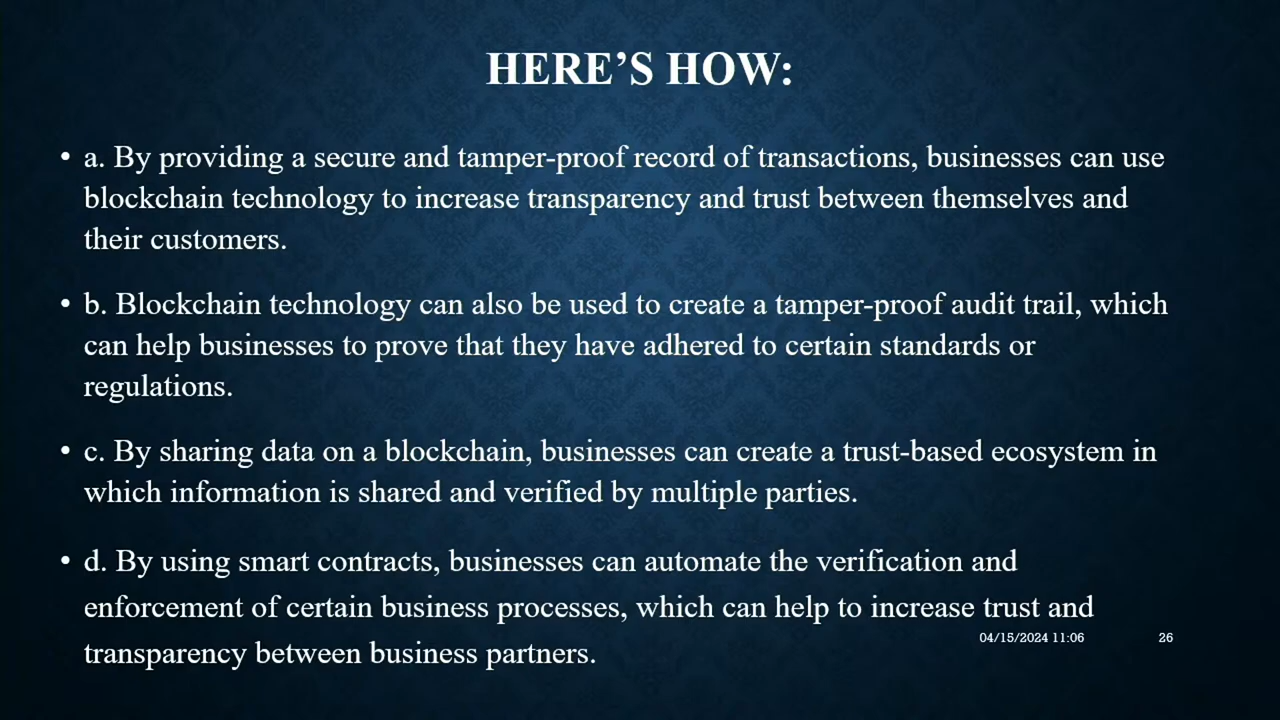 HERE’S HOW:
• a. By providing a secure and tamper-proof record of transactions, businesses can use
blockchain technology to increase transparency and trust between themselves and
their customers.
• b. Blockchain technology can also be used to create a tamper-proof audit trail, which
can help businesses to prove that they have adhered to certain standards or
regulations.
• c. By sharing data on a blockchain, businesses can create a trust-based ecosystem in
which information is shared and verified by multiple parties.
• d. By using smart contracts, businesses can automate the verification and
enforcement of certain business processes, which can help to increase trust and
transparency between business partners.
04/15/2024 11:06 26